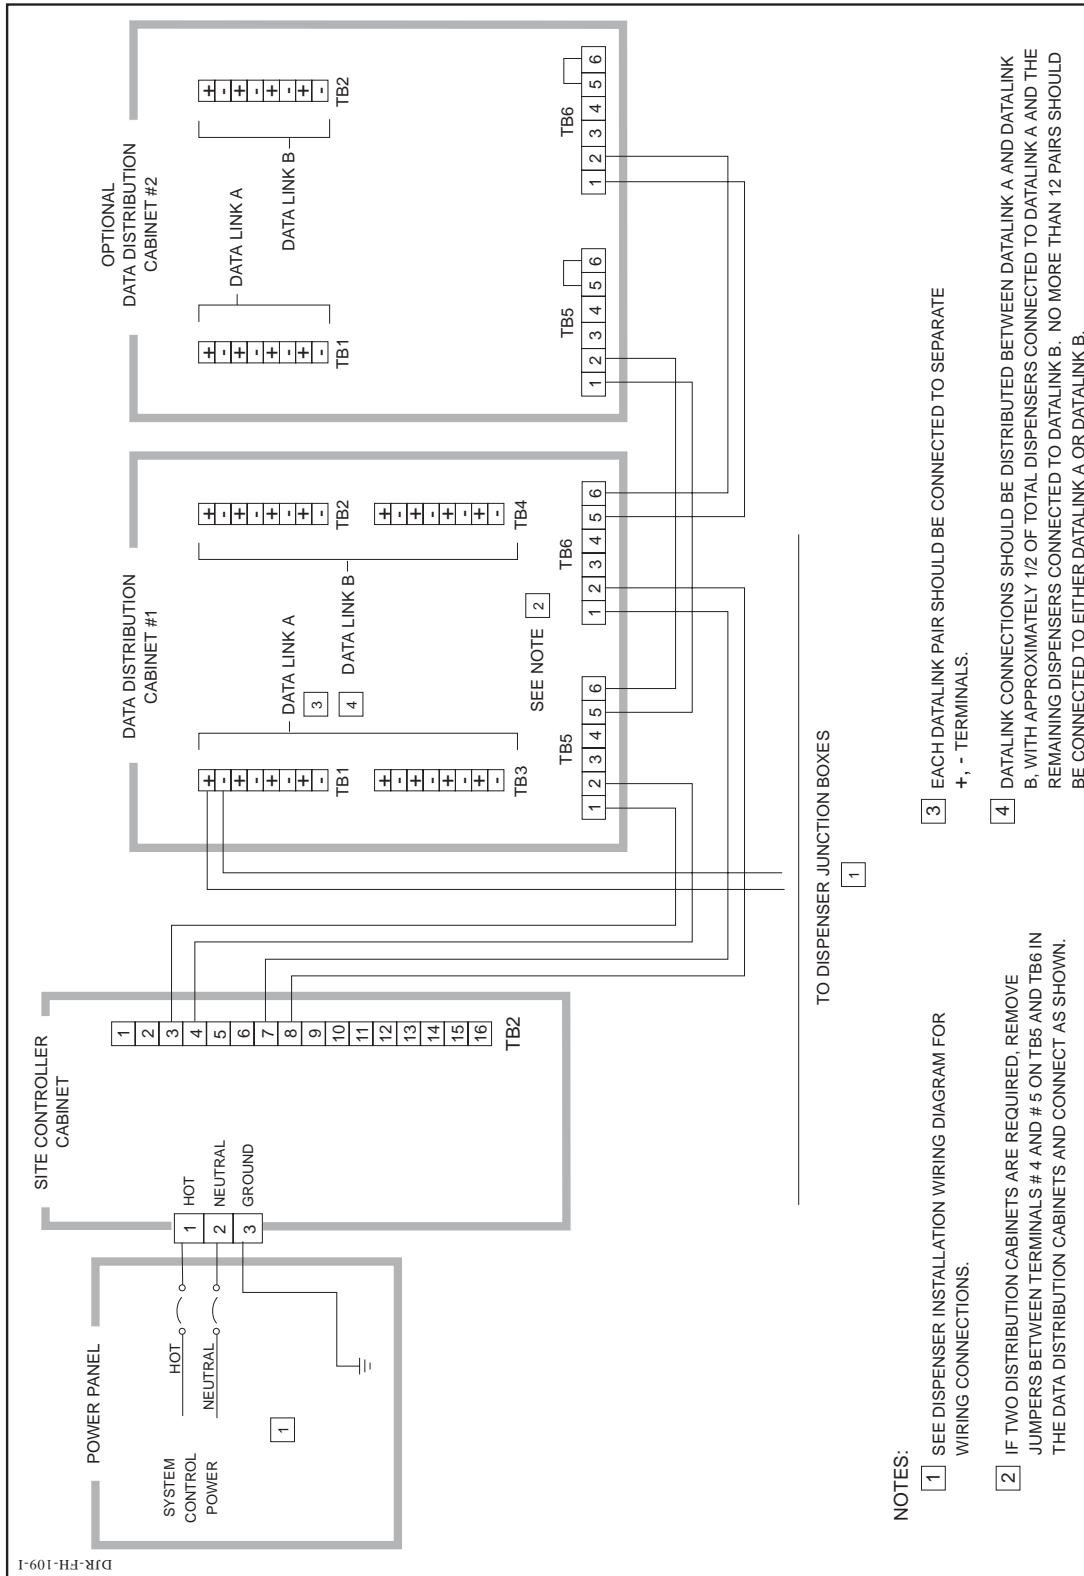 DJR-FH-109-1
POWER PANEL
SYSTEM
CONTROL
POWER
HOT
NEUTRAL
1
SITE CONTROLLER
CABINET
1 HOT
2 NEUTRAL
3 GROUND
1
2
3
4
5
6
7
8
9
10
11
12
13
14
15
16
TB2
DATA DISTRIBUTION
CABINET #1
+ - + - + - + -
TB1
+ - + - + - + -
TB3
DATA LINK A
3
4
DATA LINK B
+ - + - + - + -
TB2
+ - + - + - + -
TB4
SEE NOTE 2
TB5
1 2 3 4 5 6
TB6
1 2 3 4 5 6
OPTIONAL
DATA DISTRIBUTION
CABINET #2
+ - + - + - + -
TB1
DATA LINK A
DATA LINK B
+ - + - + - + -
TB2
TB5
1 2 3 4 5 6
TB6
1 2 3 4 5 6
TO DISPENSER JUNCTION BOXES
1
NOTES:
1 SEE DISPENSER INSTALLATION WIRING DIAGRAM FOR
WIRING CONNECTIONS.
2 IF TWO DISTRIBUTION CABINETS ARE REQUIRED, REMOVE
JUMPERS BETWEEN TERMINALS # 4 AND # 5 ON TB5 AND TB6 IN
THE DATA DISTRIBUTION CABINETS AND CONNECT AS SHOWN.
3 EACH DATALINK PAIR SHOULD BE CONNECTED TO SEPARATE
+, - TERMINALS.
4 DATALINK CONNECTIONS SHOULD BE DISTRIBUTED BETWEEN DATALINK A AND DATALINK
B, WITH APPROXIMATELY 1/2 OF TOTAL DISPENSERS CONNECTED TO DATALINK A AND THE
REMAINING DISPENSERS CONNECTED TO DATALINK B. NO MORE THAN 12 PAIRS SHOULD
BE CONNECTED TO EITHER DATALINK A OR DATALINK B.